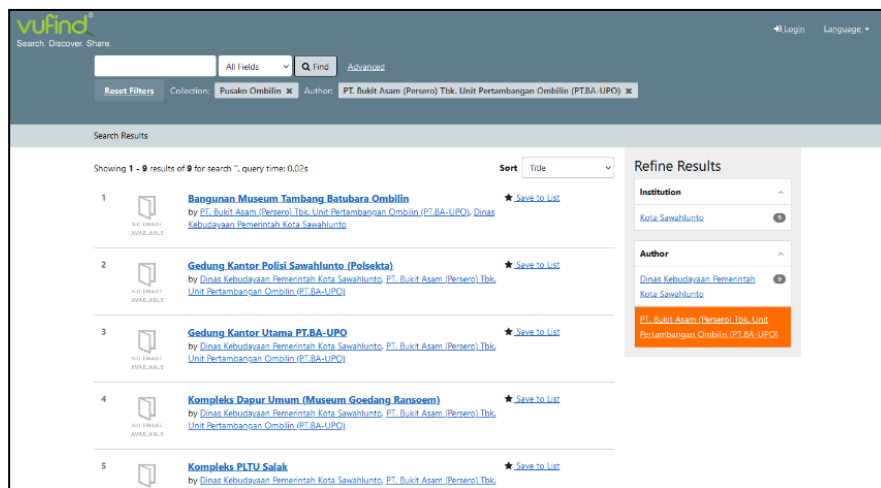 vufind®
Search. Discover. Share.
Login Language
All Fields Find Advanced
Reset Filters Collection: Pusako Ombilin ✖ Author: PT. Bukit Asam (Persero) Tbk. Unit Pertambangan Ombilin (PT.BA-UPO) ✖
Search Results
Showing 1 - 9 results of 9 for search '', query time: 0.02s
Sort Title
1
NO IMAGE
AVAILABLE
Bangunan Museum Tambang Batubara Ombilin
by PT. Bukit Asam (Persero) Tbk. Unit Pertambangan Ombilin (PT.BA-UPO), Dinas
Kebudayaan Pemerintah Kota Sawahlunto
★ Save to List
2
NO IMAGE
AVAILABLE
Gedung Kantor Polisi Sawahlunto (Polsekta)
by Dinas Kebudayaan Pemerintah Kota Sawahlunto, PT. Bukit Asam (Persero) Tbk.
Unit Pertambangan Ombilin (PT.BA-UPO)
★ Save to List
3
NO IMAGE
AVAILABLE
Gedung Kantor Utama PT.BA-UPO
by Dinas Kebudayaan Pemerintah Kota Sawahlunto, PT. Bukit Asam (Persero) Tbk.
Unit Pertambangan Ombilin (PT.BA-UPO)
★ Save to List
4
NO IMAGE
AVAILABLE
Kompleks Dapur Umum (Museum Goedang Ransoem)
by Dinas Kebudayaan Pemerintah Kota Sawahlunto, PT. Bukit Asam (Persero) Tbk.
Unit Pertambangan Ombilin (PT.BA-UPO)
★ Save to List
5
Kompleks PLTU Salak
by Dinas Kebudayaan Pemerintah Kota Sawahlunto, PT. Bukit Asam (Persero) Tbk.
★ Save to List
Refine Results
Institution
Kota Sawahlunto 9
Author
Dinas Kebudayaan Pemerintah 9
Kota Sawahlunto
PT. Bukit Asam (Persero) Tbk. Unit
Pertambangan Ombilin (PT.BA-UPO)